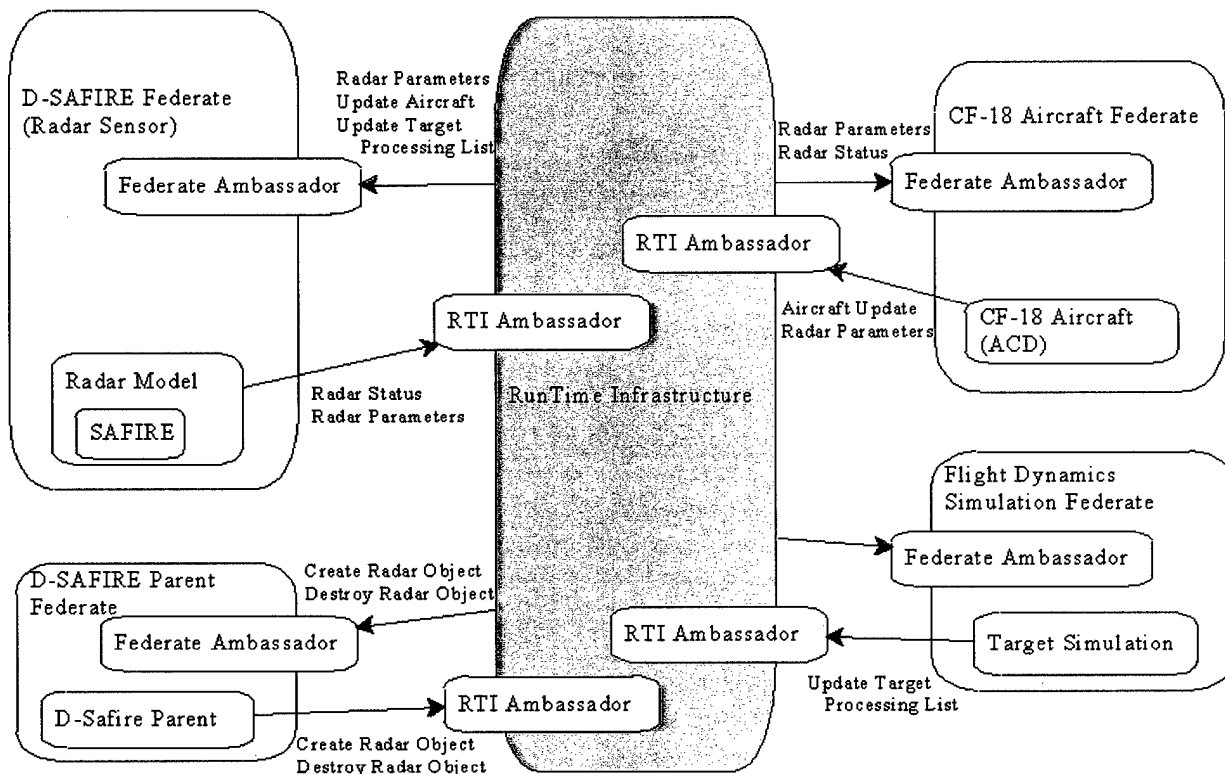 D-SAFIRE Federate
(Radar Sensor)
Federate Ambassador
Radar Parameters
Update Aircraft
Update Target
Processing List
RTI Ambassador
Radar Model
SAFIRE
Radar Status
Radar Parameters
RunTime Infrastructure
CF-18 Aircraft Federate
Radar Parameters
Radar Status
Federate Ambassador
RTI Ambassador
Aircraft Update
Radar Parameters
CF-18 Aircraft
(ACD)
D-SAFIRE Parent
Federate
Create Radar Object
Destroy Radar Object
Federate Ambassador
D-Safire Parent
RTI Ambassador
Create Radar Object
Destroy Radar Object
Flight Dynamics
Simulation Federate
Federate Ambassador
RTI Ambassador
Target Simulation
Update Target
Processing List